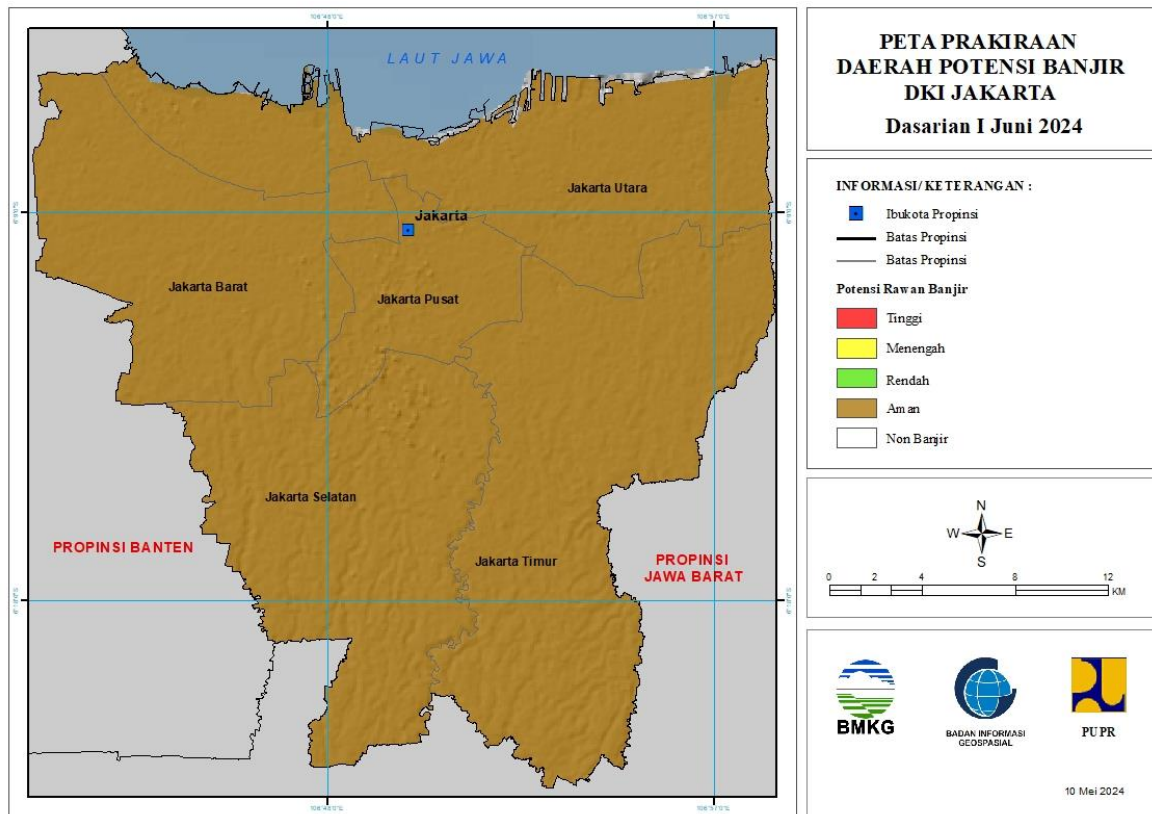 PETA PRAKIRAAN
DAERAH POTENSI BANJIR
DKI JAKARTA
Dasarian I Juni 2024
INFORMASI/KETERANGAN :
Ibukota Propinsi
Batas Propinsi
Batas Propinsi
Potensi Rawan Banjir
Tinggi
Menengah
Rendah
Aman
Non Banjir
N
W E
S
0 2 4 8 12
KM
BMKG
BADAN INFORMASI
GEOSPASIAL
PUPR
10 Mei 2024
LAUT JAWA
Jakarta Utara
Jakarta
Jakarta Barat
Jakarta Pusat
Jakarta Selatan
Jakarta Timur
PROPINSI BANTEN
PROPINSI
JAWA BARAT